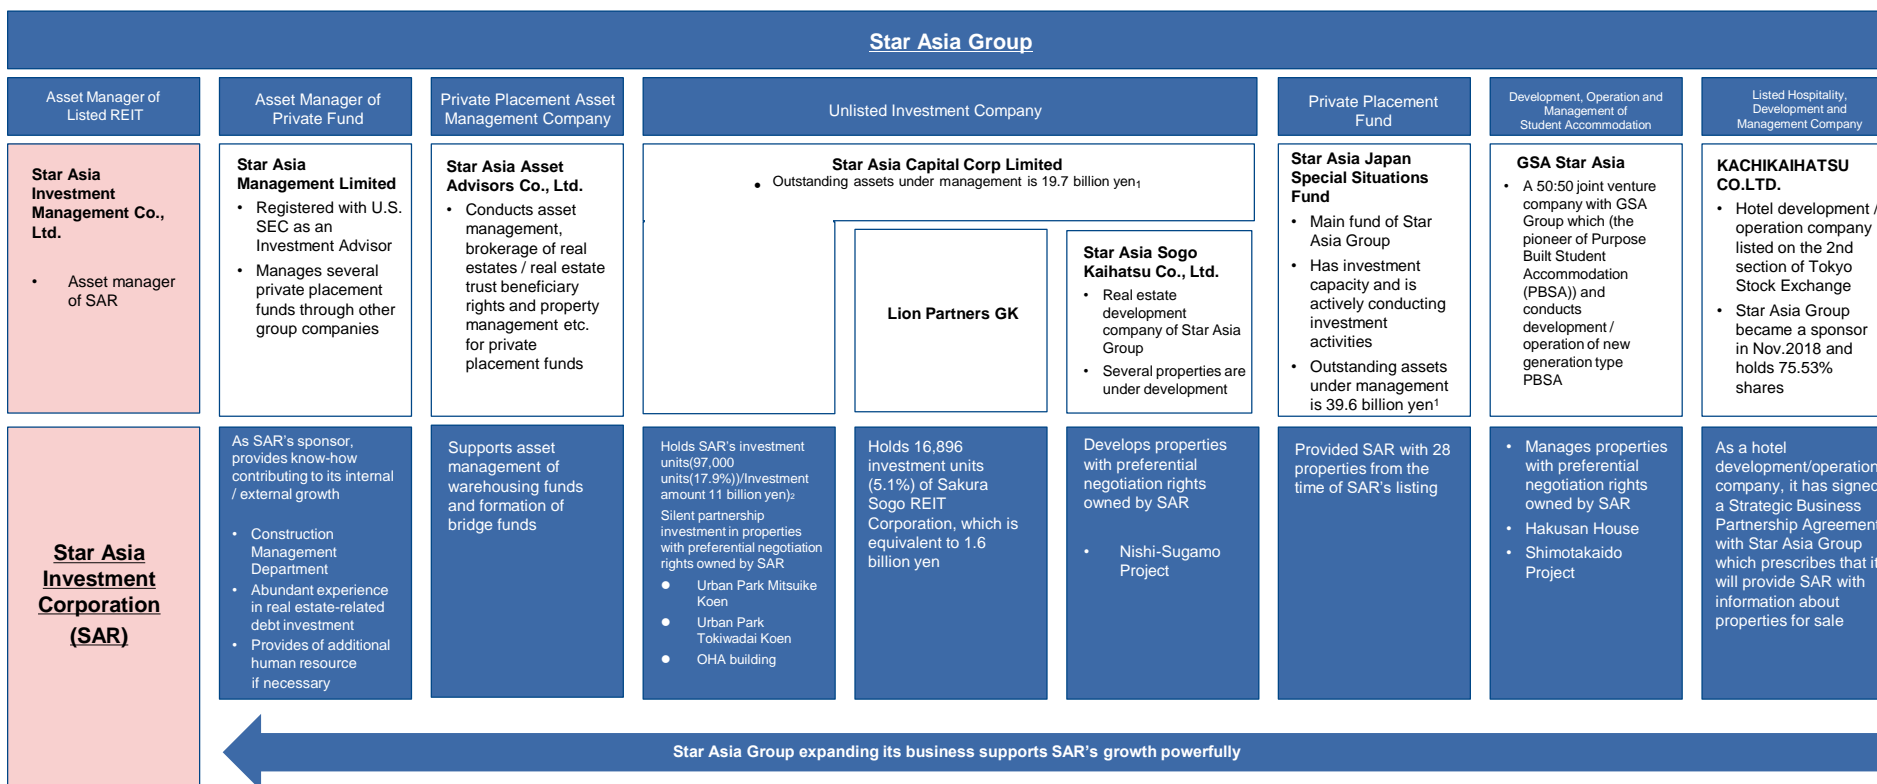 Star Asia Group
Asset Manager of
Listed REIT
Asset Manager of
Private Fund
Private Placement Asset
Management Company
Unlisted Investment Company
Private Placement
Fund
Development, Operation and
Management of
Student Accommodation
Listed Hospitality,
Development and
Management Company
Star Asia
Investment
Management Co.,
Ltd.
• Asset manager
of SAR
Star Asia
Management Limited
• Registered with U.S.
SEC as an
Investment Advisor
• Manages several
private placement
funds through other
group companies
Star Asia Asset
Advisors Co., Ltd.
• Conducts asset
management,
brokerage of real
estates / real estate
trust beneficiary
rights and property
management etc.
for private
placement funds
Star Asia Capital Corp Limited
• Outstanding assets under management is 19.7 billion yen1
Lion Partners GK
Star Asia Sogo
Kaihatsu Co., Ltd.
• Real estate
development
company of Star Asia
Group
• Several properties are
under development
Star Asia Japan
Special Situations
Fund
• Main fund of Star
Asia Group
• Has investment
capacity and is
actively conducting
investment
activities
• Outstanding assets
under management
is 39.6 billion yen1
GSA Star Asia
• A 50:50 joint venture
company with GSA
Group which (the
pioneer of Purpose
Built Student
Accommodation
(PBSA)) and
conducts
development /
operation of new
generation type
PBSA
KACHIKAIHATSU
CO.LTD.
• Hotel development /
operation company
listed on the 2nd
section of Tokyo
Stock Exchange
• Star Asia Group
became a sponsor
in Nov.2018 and
holds 75.53%
shares
Star Asia
Investment
Corporation
(SAR)
As SAR's sponsor,
provides know-how
contributing to its internal
/ external growth
• Construction
Management
Department
• Abundant experience
in real estate-related
debt investment
• Provides of additional
human resource
if necessary
Supports asset
management of
warehousing funds
and formation of
bridge funds
Holds SAR's investment
units(97,000
units(17.9%))/Investment
amount 11 billion yen)2
Silent partnership
investment in properties
with preferential negotiation
rights owned by SAR
● Urban Park Mitsuike
Koen
● Urban Park
Tokiwadai Koen
● OHA building
Holds 16,896
investment units
(5.1%) of Sakura
Sogo REIT
Corporation, which is
equivalent to 1.6
billion yen
Develops properties
with preferential
negotiation rights
owned by SAR
• Nishi-Sugamo
Project
Provided SAR with 28
properties from the
time of SAR's listing
• Manages properties
with preferential
negotiation rights
owned by SAR
• Hakusan House
• Shimotakaido
Project
As a hotel
development/operation
company, it has signed
a Strategic Business
Partnership Agreement
with Star Asia Group
which prescribes that it
will provide SAR with
information about
properties for sale
Star Asia Group expanding its business supports SAR's growth powerfully